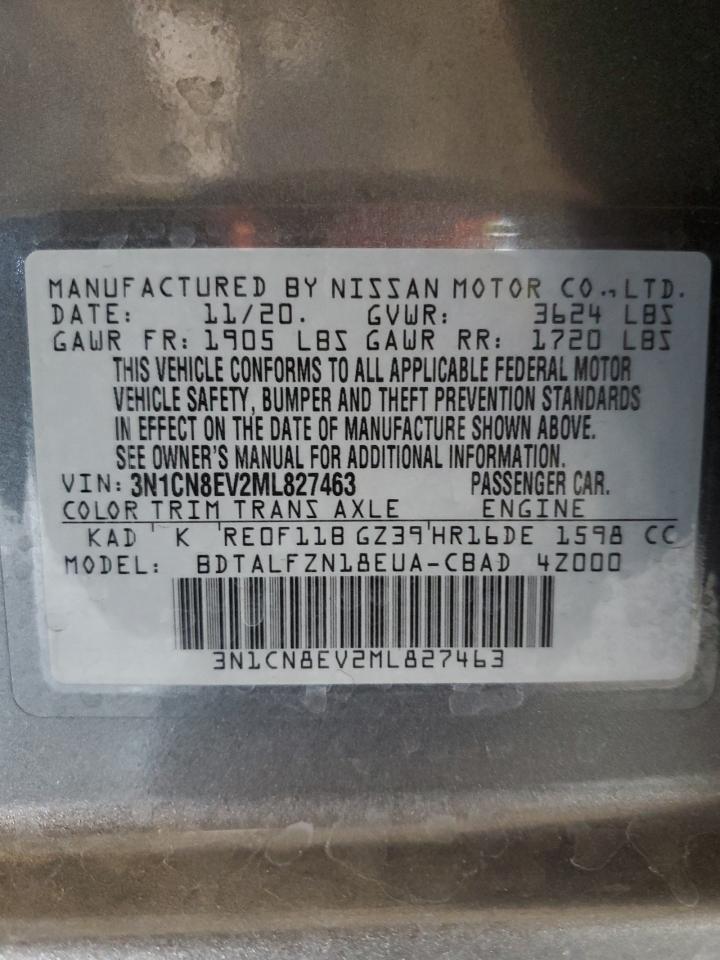 MANUFACTURED BY NISSAN MOTOR CO.,LTD.
DATE: 11/20. GVWR: 3624 LBS
GAWR FR: 1905 LBS GAWR RR: 1720 LBS
THIS VEHICLE CONFORMS TO ALL APPLICABLE FEDERAL MOTOR
VEHICLE SAFETY, BUMPER AND THEFT PREVENTION STANDARDS
IN EFFECT ON THE DATE OF MANUFACTURE SHOWN ABOVE.
SEE OWNER'S MANUAL FOR ADDITIONAL INFORMATION.
VIN: 3N1CN8EV2ML827463 PASSENGER CAR.
COLOR TRIM TRANS AXLE ENGINE
KAD K RE0F11B GZ39 HR16DE 1598 CC
MODEL: BDTALFZN18EUA-CBAD 4Z000
3N1CN8EV2ML827463